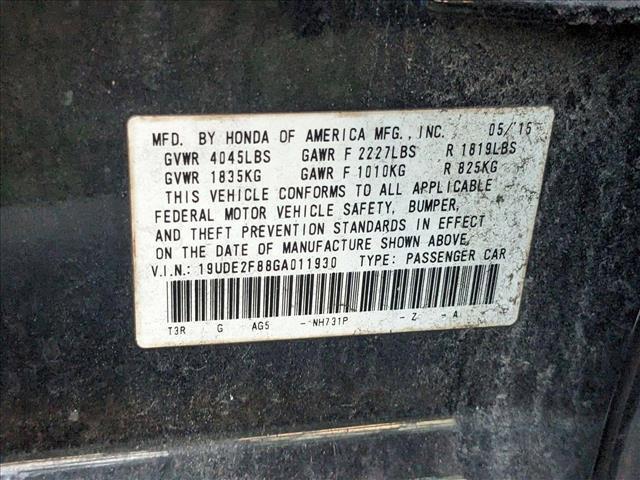 MFD. BY HONDA OF AMERICA MFG., INC. 05/'15
GVWR 4045LBS GAWR F 2227LBS R 1819LBS
GVWR 1835KG GAWR F 1010KG R 825KG
THIS VEHICLE CONFORMS TO ALL APPLICABLE
FEDERAL MOTOR VEHICLE SAFETY, BUMPER,
AND THEFT PREVENTION STANDARDS IN EFFECT
ON THE DATE OF MANUFACTURE SHOWN ABOVE.
V.I.N.: 19UDE2F88GA011930 TYPE: PASSENGER CAR
T3R G AG5 - NH731P - Z - A